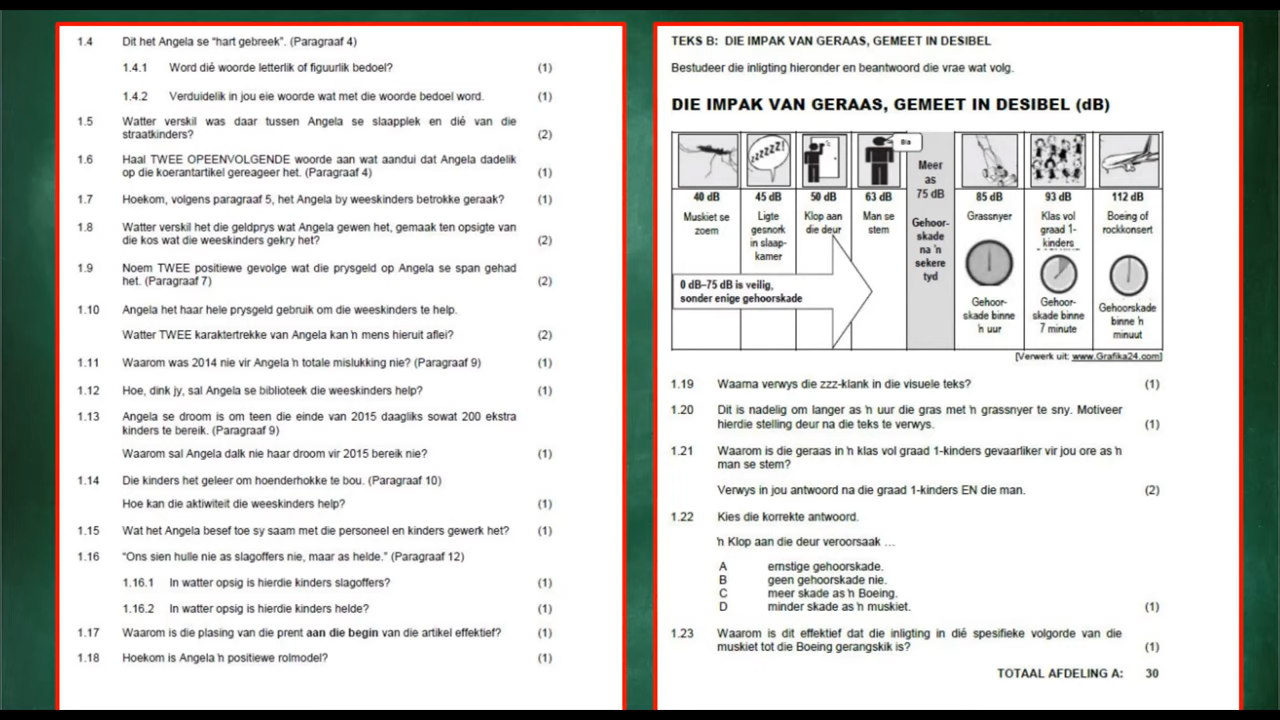 1.4 Dit het Angela se "hart gebreek". (Paragraaf 4)
1.4.1 Word dié woorde letterlik of figuurlik bedoel? (1)
1.4.2 Verduidelik in jou eie woorde wat met die woorde bedoel word. (1)
1.5 Watter verskil was daar tussen Angela se slaapplek en dié van die
straatkinders? (2)
1.6 Haal TWEE OPEENVOLGENDE woorde aan wat aandui dat Angela dadelik
op die koerantartikel gereageer het. (Paragraaf 4) (1)
1.7 Hoekom, volgens paragraaf 5, het Angela by weeskinders betrokke geraak? (1)
1.8 Watter verskil het die geldprys wat Angela gewen het, gemaak ten opsigte van
die kos wat die weeskinders gekry het? (2)
1.9 Noem TWEE positiewe gevolge wat die prysgeld op Angela se span gehad
het. (Paragraaf 7) (2)
1.10 Angela het haar hele prysgeld gebruik om die weeskinders te help.
Watter TWEE karaktertrekke van Angela kan 'n mens hieruit aflei? (2)
1.11 Waarom was 2014 nie vir Angela 'n totale mislukking nie? (Paragraaf 9) (1)
1.12 Hoe, dink jy, sal Angela se biblioteek die weeskinders help? (1)
1.13 Angela se droom is om teen die einde van 2015 daagliks sowat 200 ekstra
kinders te bereik. (Paragraaf 9)
Waarom sal Angela dalk nie haar droom vir 2015 bereik nie? (1)
1.14 Die kinders het geleer om hoenderhokke te bou. (Paragraaf 10)
Hoe kan die aktiwiteit die weeskinders help? (1)
1.15 Wat het Angela besef toe sy saam met die personeel en kinders gewerk het? (1)
1.16 "Ons sien hulle nie as slagoffers nie, maar as helde." (Paragraaf 12)
1.16.1 In watter opsig is hierdie kinders slagoffers? (1)
1.16.2 In watter opsig is hierdie kinders helde? (1)
1.17 Waarom is die plasing van die prent aan die begin van die artikel effektief? (1)
1.18 Hoekom is Angela 'n positiewe rolmodel? (1)
TEKS B: DIE IMPAK VAN GERAAS, GEMEET IN DESIBEL
Bestudeer die inligting hieronder en beantwoord die vrae wat volg.
DIE IMPAK VAN GERAAS, GEMEET IN DESIBEL (dB)
zzzzz!
Bla
40 dB
Muskiet se
zoem
45 dB
Ligte
gesnork
in slaap-
kamer
50 dB
Klop aan
die deur
63 dB
Man se
stem
Meer
as
75 dB
Gehoor-
skade
na 'n
sekere
tyd
85 dB
Grassnyer
Gehoor-
skade binne
'n uur
93 dB
Klas vol
graad 1-
kinders
Gehoor-
skade binne
7 minute
112 dB
Boeing of
rockkonsert
Gehoorskade
binne 'n
minuut
0 dB–75 dB is veilig,
sonder enige gehoorskade
[Verwerk uit: www.Grafika24.com]
1.19 Waarna verwys die zzz-klank in die visuele teks? (1)
1.20 Dit is nadelig om langer as 'n uur die gras met 'n grassnyer te sny. Motiveer
hierdie stelling deur na die teks te verwys. (1)
1.21 Waarom is die geraas in 'n klas vol graad 1-kinders gevaarliker vir jou ore as 'n
man se stem?
Verwys in jou antwoord na die graad 1-kinders EN die man. (2)
1.22 Kies die korrekte antwoord.
'n Klop aan die deur veroorsaak …
A ernstige gehoorskade.
B geen gehoorskade nie.
C meer skade as 'n Boeing.
D minder skade as 'n muskiet. (1)
1.23 Waarom is dit effektief dat die inligting in dié spesifieke volgorde van die
muskiet tot die Boeing gerangskik is? (1)
TOTAAL AFDELING A: 30